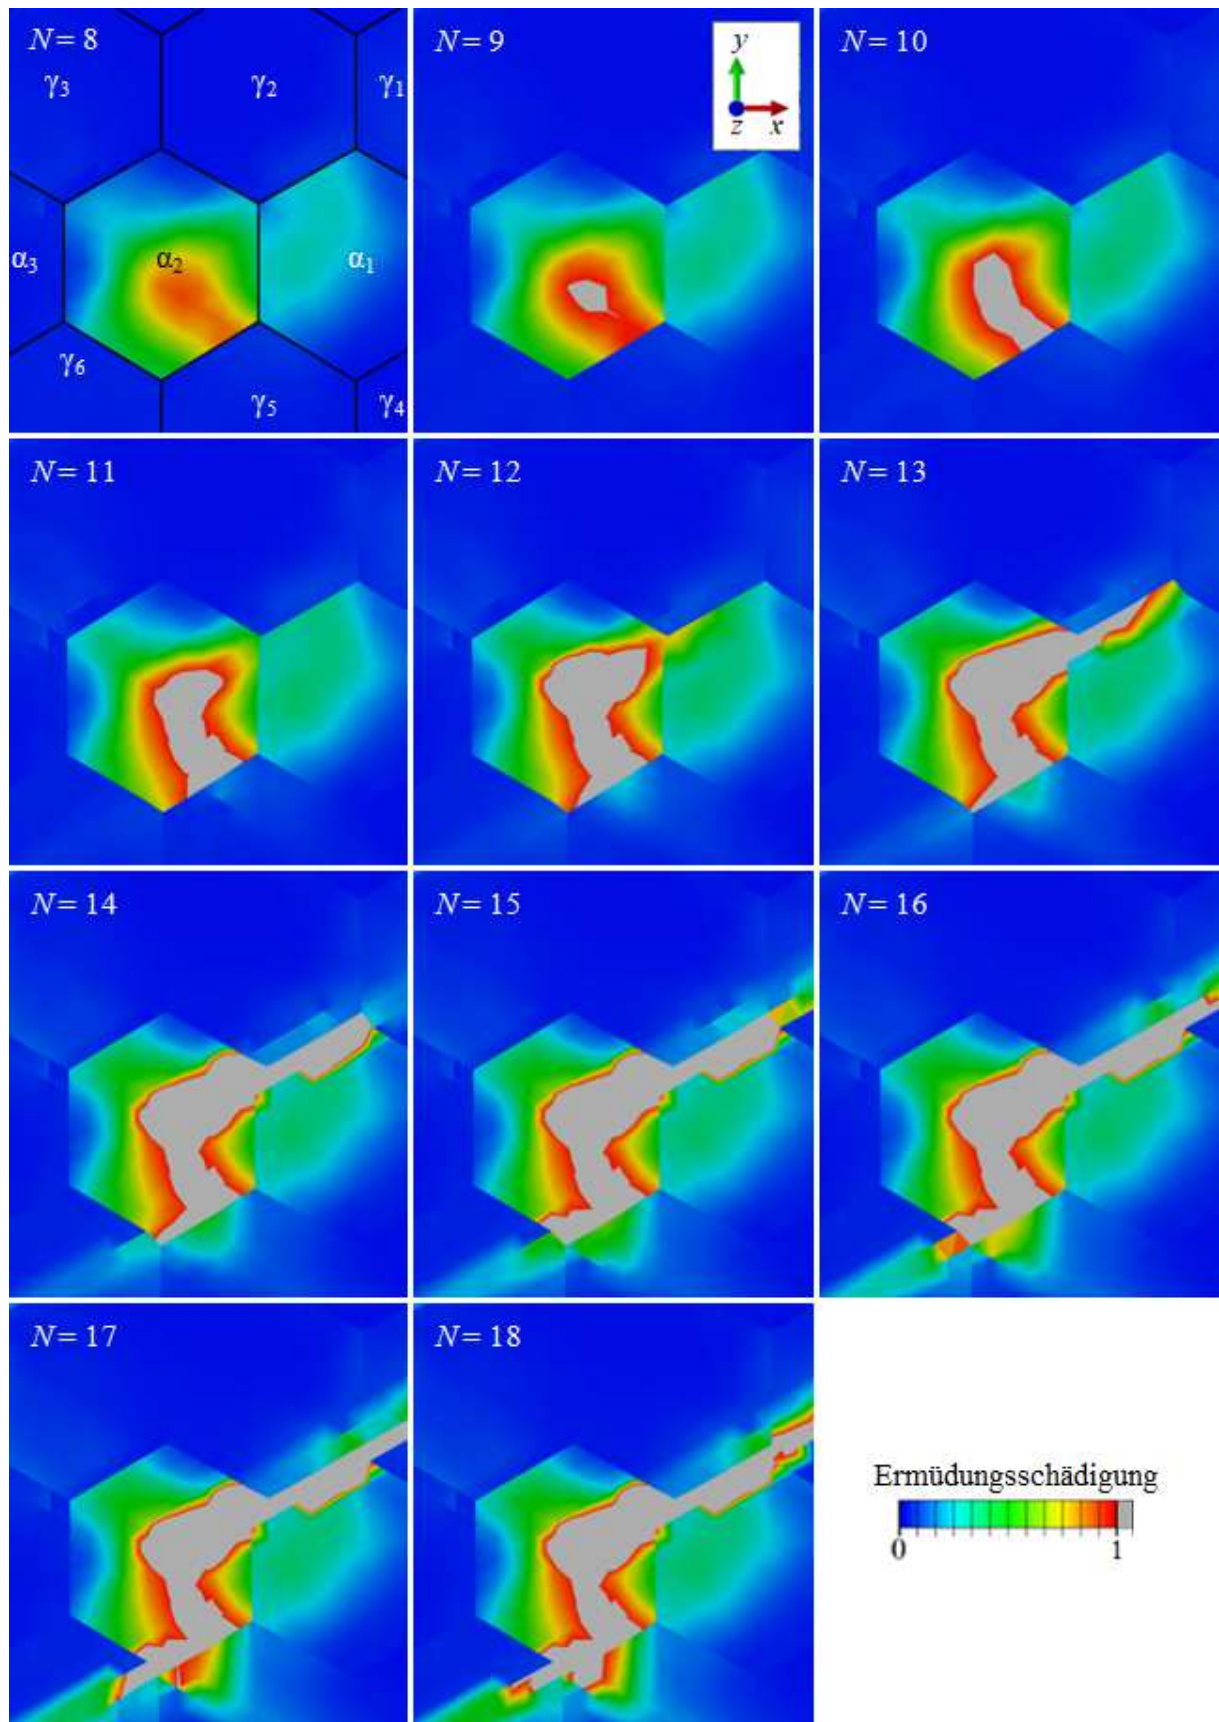 N = 8
N = 9
N = 10
γ₃
γ₂
γ₁
y
z
x
α₃
α₂
α₁
γ₆
γ₅
γ₄
N = 11
N = 12
N = 13
N = 14
N = 15
N = 16
N = 17
N = 18
Ermüdungsschädigung
0
1